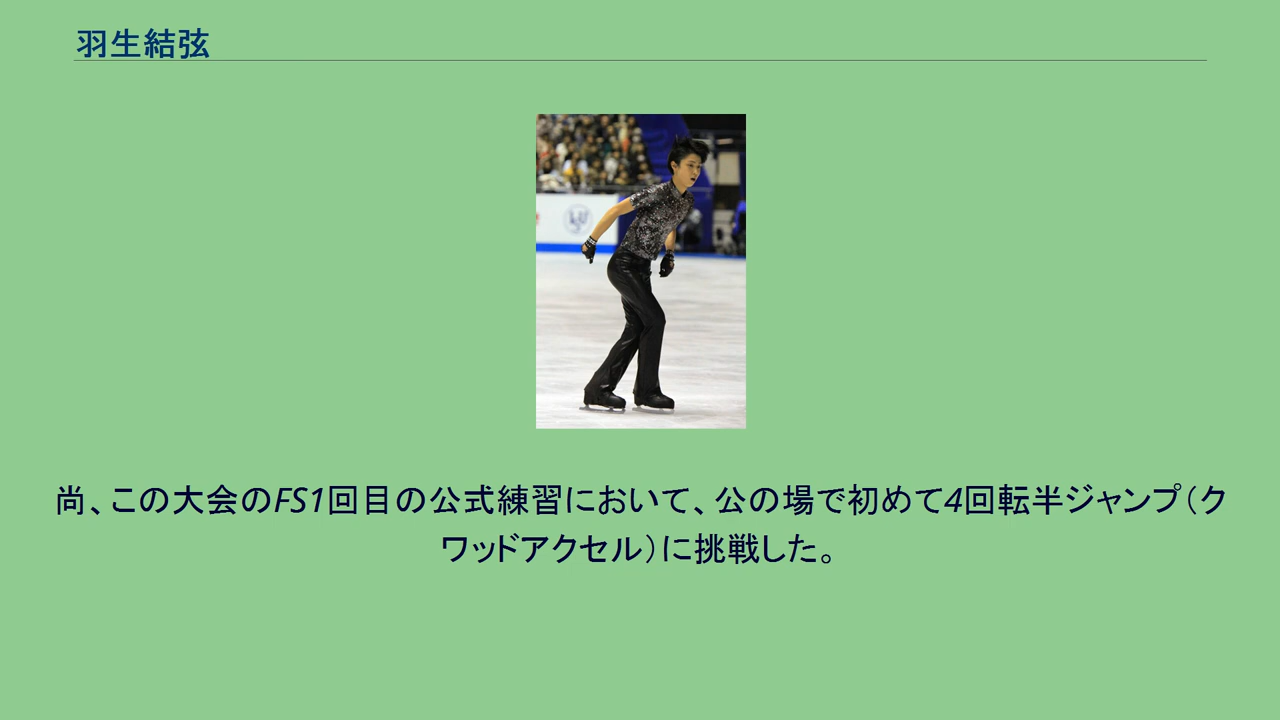 羽生結弦
尚、この大会のFS1回目の公式練習において、公の場で初めて4回転半ジャンプ（ク
ワッドアクセル）に挑戦した。